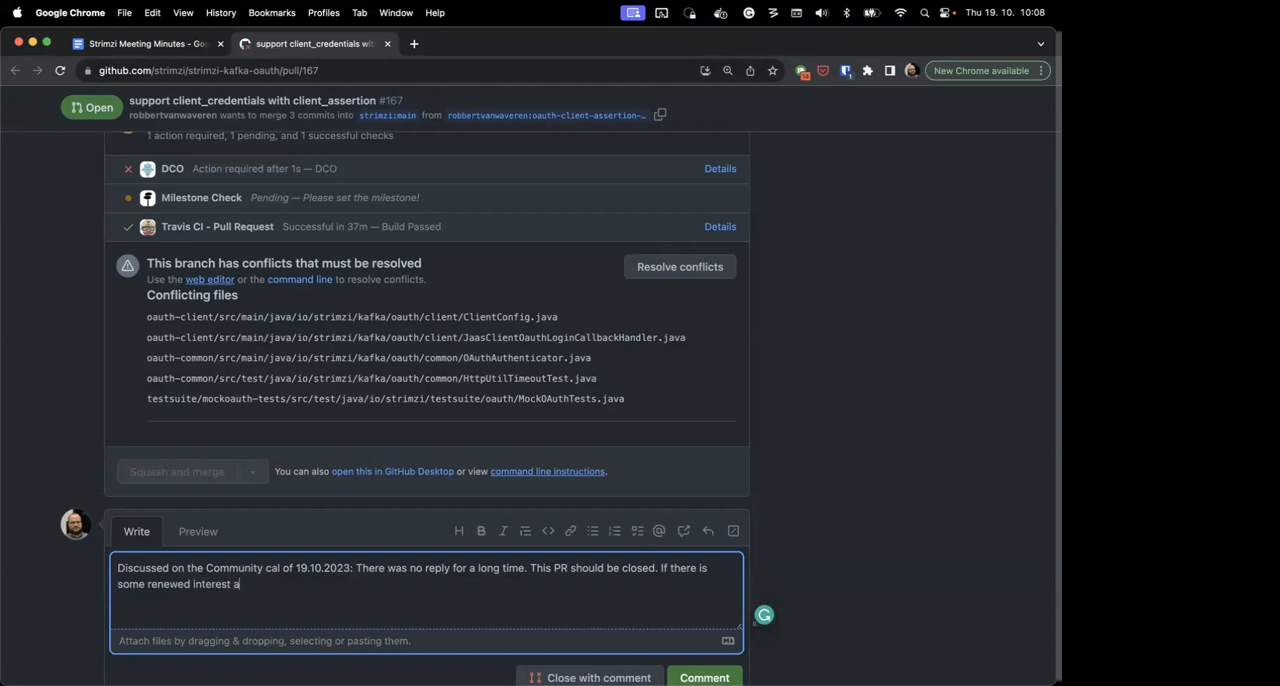 Google Chrome File Edit View History Bookmarks Profiles Tab Window Help Thu 19. 10. 10:08
Strimzi Meeting Minutes - Go
support client_credentials wit
github.com/strimzi/strimzi-kafka-oauth/pull/167
New Chrome available
Open
support client_credentials with client_assertion #167
robbertvanwaveren wants to merge 3 commits into strimzi:main from robbertvanwaveren:oauth-client-assertion-…
1 action required, 1 pending, and 1 successful checks
DCO Action required after 1s — DCO Details
Milestone Check Pending — Please set the milestone!
Travis CI - Pull Request Successful in 37m — Build Passed Details
This branch has conflicts that must be resolved
Resolve conflicts
Use the web editor or the command line to resolve conflicts.
Conflicting files
oauth-client/src/main/java/io/strimzi/kafka/oauth/client/ClientConfig.java
oauth-client/src/main/java/io/strimzi/kafka/oauth/client/JaasClientOauthLoginCallbackHandler.java
oauth-common/src/main/java/io/strimzi/kafka/oauth/common/OAuthAuthenticator.java
oauth-common/src/test/java/io/strimzi/kafka/oauth/common/HttpUtilTimeoutTest.java
testsuite/mockoauth-tests/src/test/java/io/strimzi/testsuite/oauth/MockOAuthTests.java
Squash and merge You can also open this in GitHub Desktop or view command line instructions.
Write Preview
Discussed on the Community cal of 19.10.2023: There was no reply for a long time. This PR should be closed. If there is
some renewed interest a
Attach files by dragging & dropping, selecting or pasting them.
Close with comment Comment